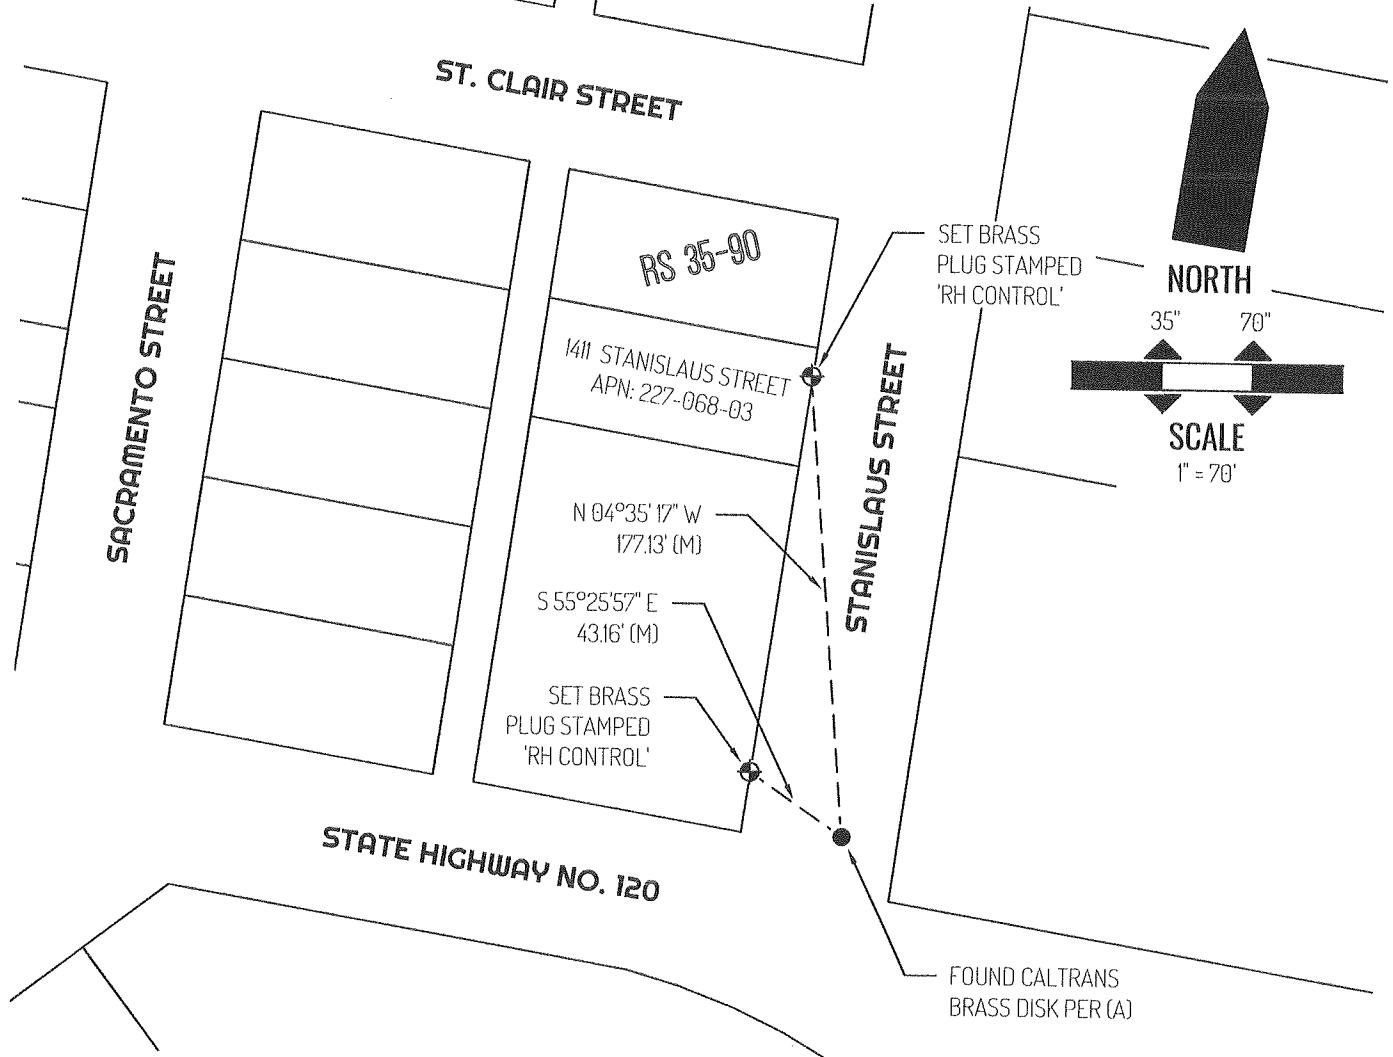 ST. CLAIR STREET
RS 35-90
SET BRASS
PLUG STAMPED
'RH CONTROL'
NORTH
35"
70"
SCALE
1" = 70'
1411 STANISLAUS STREET
APN: 227-068-03
SACRAMENTO STREET
STANISLAUS STREET
N 04°35'17" W
177.13' (M)
S 55°25'57" E
43.16' (M)
SET BRASS
PLUG STAMPED
'RH CONTROL'
STATE HIGHWAY NO. 120
FOUND CALTRANS
BRASS DISK PER (A)